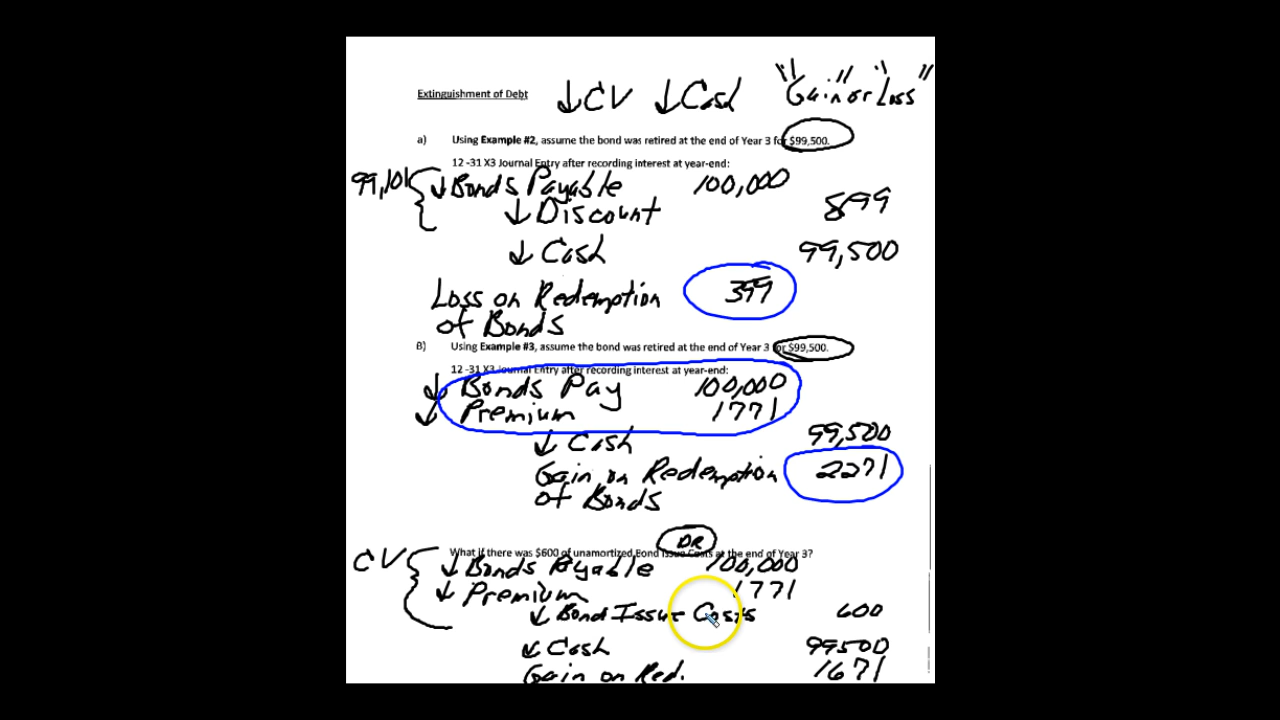 Extinguishment of Debt ↓CV ↓Cash "Gain or Loss"
a) Using Example #2, assume the bond was retired at the end of Year 3 for $99,500.
12 -31 X3 Journal Entry after recording interest at year-end:
99,101 { ↓Bonds Payable 100,000
↓ Discount 899
↓ Cash 99,500
Loss on Redemption 399
of Bonds
B) Using Example #3, assume the bond was retired at the end of Year 3 for $99,500.
12 -31 X3 Journal Entry after recording interest at year-end:
↓ Bonds Pay 100,000
↓ Premium 1771
↓ Cash 99,500
Gain on Redemption 2271
of Bonds
DR
What if there was $600 of unamortized Bond Issue Costs at the end of Year 3?
CV { ↓ Bonds Payable 100,000
↓ Premium 1771
↓ Bond Issue Costs 600
↓ Cash 99500
Gain on Red. 1671